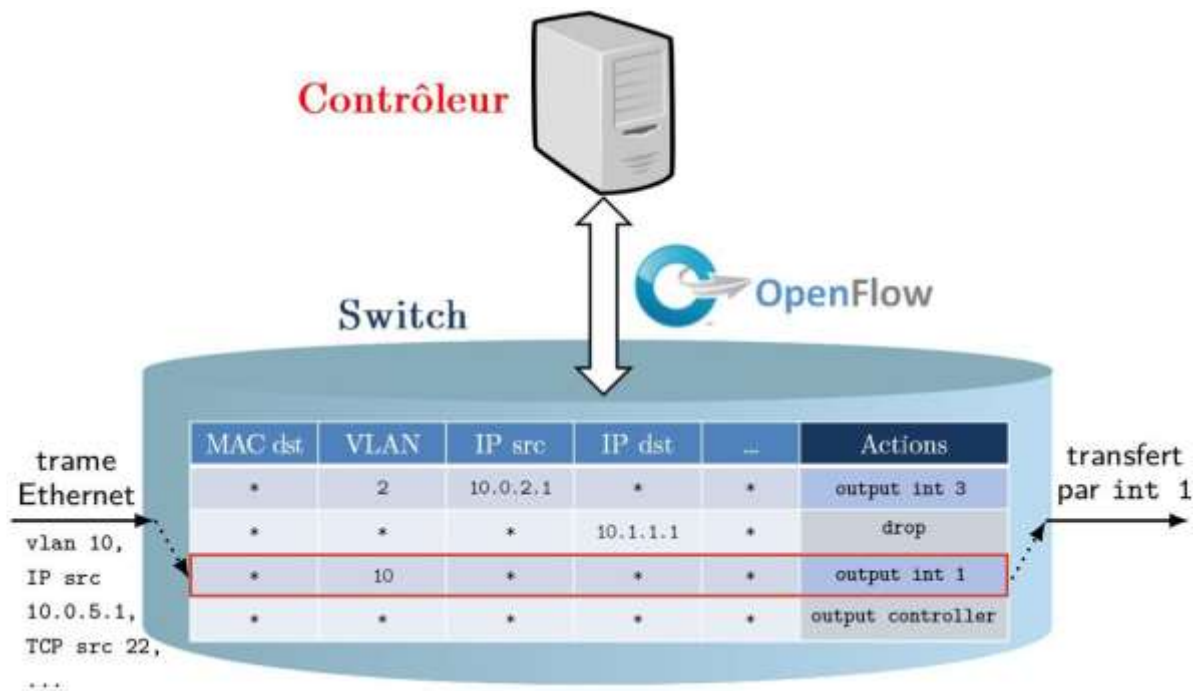 Contrôleur
OpenFlow
Switch
MAC dst VLAN IP src IP dst ... Actions
* 2 10.0.2.1 * * output int 3
* * * 10.1.1.1 * drop
* 10 * * * output int 1
* * * * * output controller
trame
Ethernet
vlan 10,
IP src
10.0.5.1,
TCP src 22,
...
transfert
par int 1